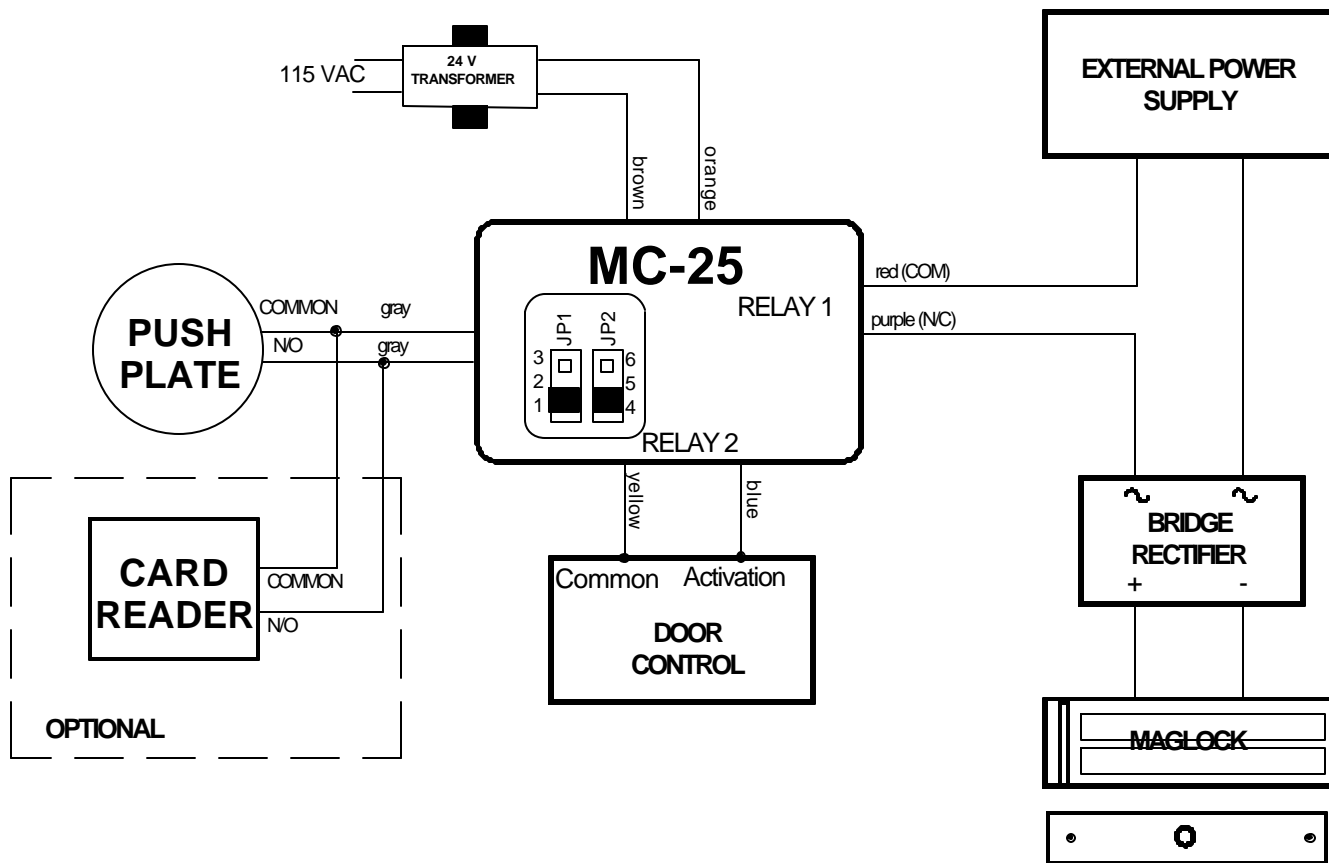 115 VAC
24 V
TRANSFORMER
EXTERNAL POWER
SUPPLY
brown
orange
MC-25
RELAY 1
red (COM)
purple (N/C)
PUSH
PLATE
COMMON
gray
N/O
gray
JP1
JP2
3
2
1
6
5
4
RELAY 2
yellow
blue
CARD
READER
COMMON
N/O
OPTIONAL
Common
Activation
DOOR
CONTROL
BRIDGE
RECTIFIER
+
-
MAGLOCK